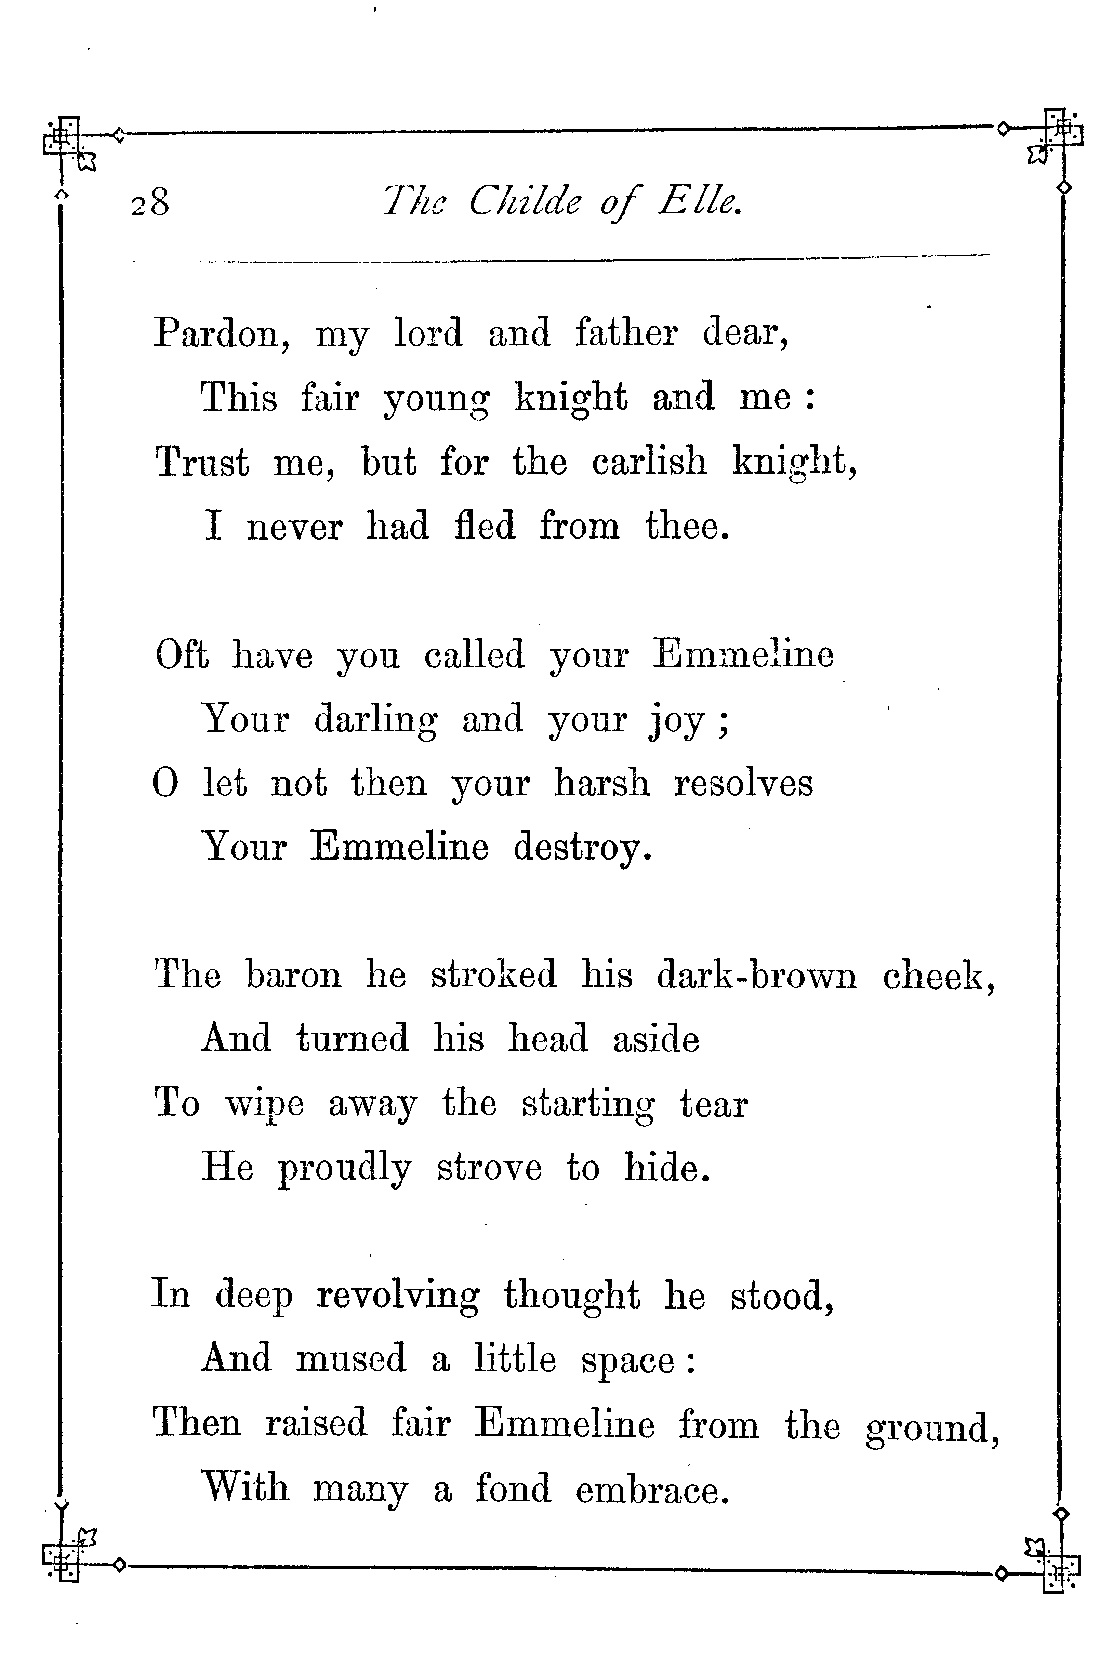 28 The Childe of Elle.
Pardon, my lord and father dear,
This fair young knight and me :
Trust me, but for the carlish knight,
I never had fled from thee.
Oft have you called your Emmeline
Your darling and your joy ;
O let not then your harsh resolves
Your Emmeline destroy.
The baron he stroked his dark-brown cheek,
And turned his head aside
To wipe away the starting tear
He proudly strove to hide.
In deep revolving thought he stood,
And mused a little space :
Then raised fair Emmeline from the ground,
With many a fond embrace.